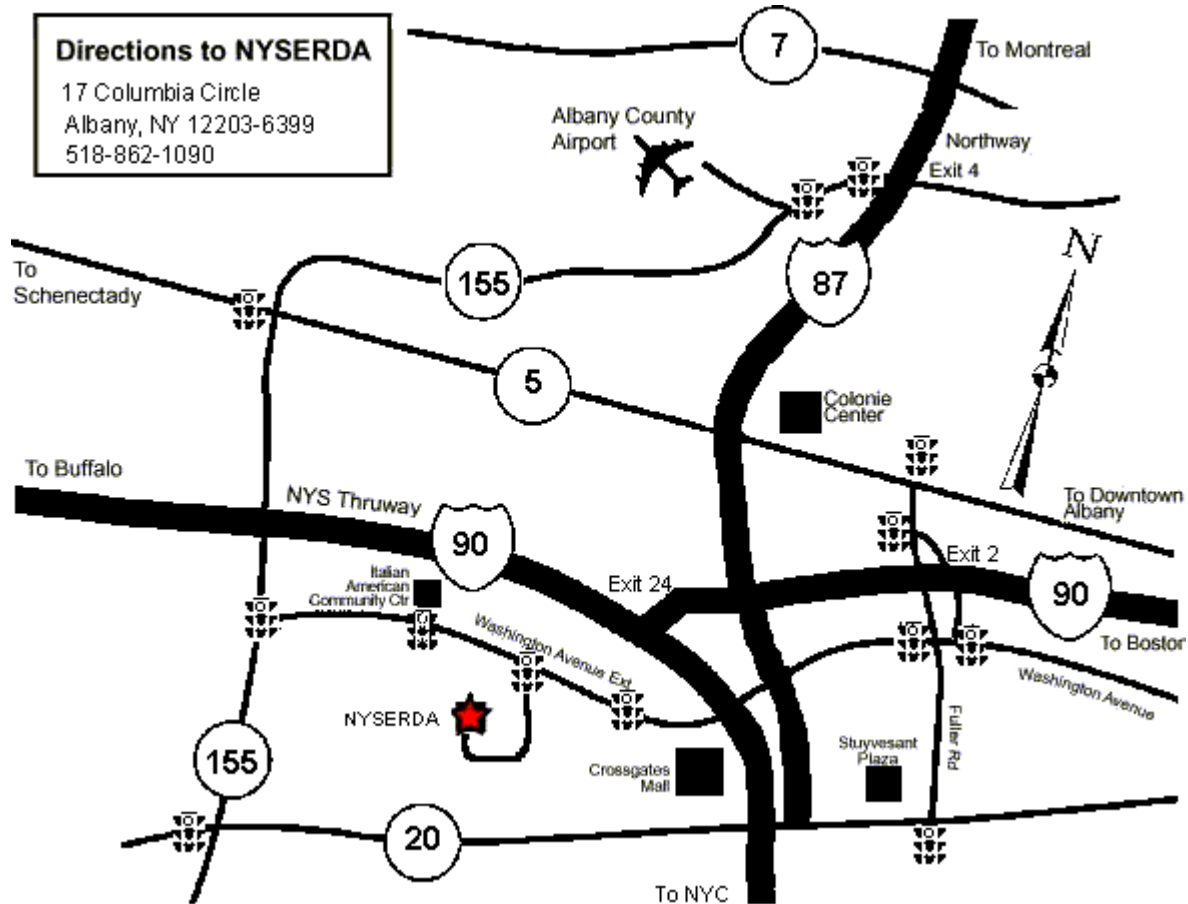 Directions to NYSERDA
17 Columbia Circle
Albany, NY 12203-6399
518-862-1090
7
To Montreal
Albany County
Airport
Northway
Exit 4
N
To
Schenectady
155
87
5
Colonie
Center
To Buffalo
NYS Thruway
To Downtown
Albany
90
Exit 2
Exit 24
90
Italian
American
Community Ctr
To Boston
Washington Avenue Ext
Washington Avenue
NYSERDA
Fuller Rd
155
Crossgates
Mall
Stuyvesant
Plaza
20
To NYC